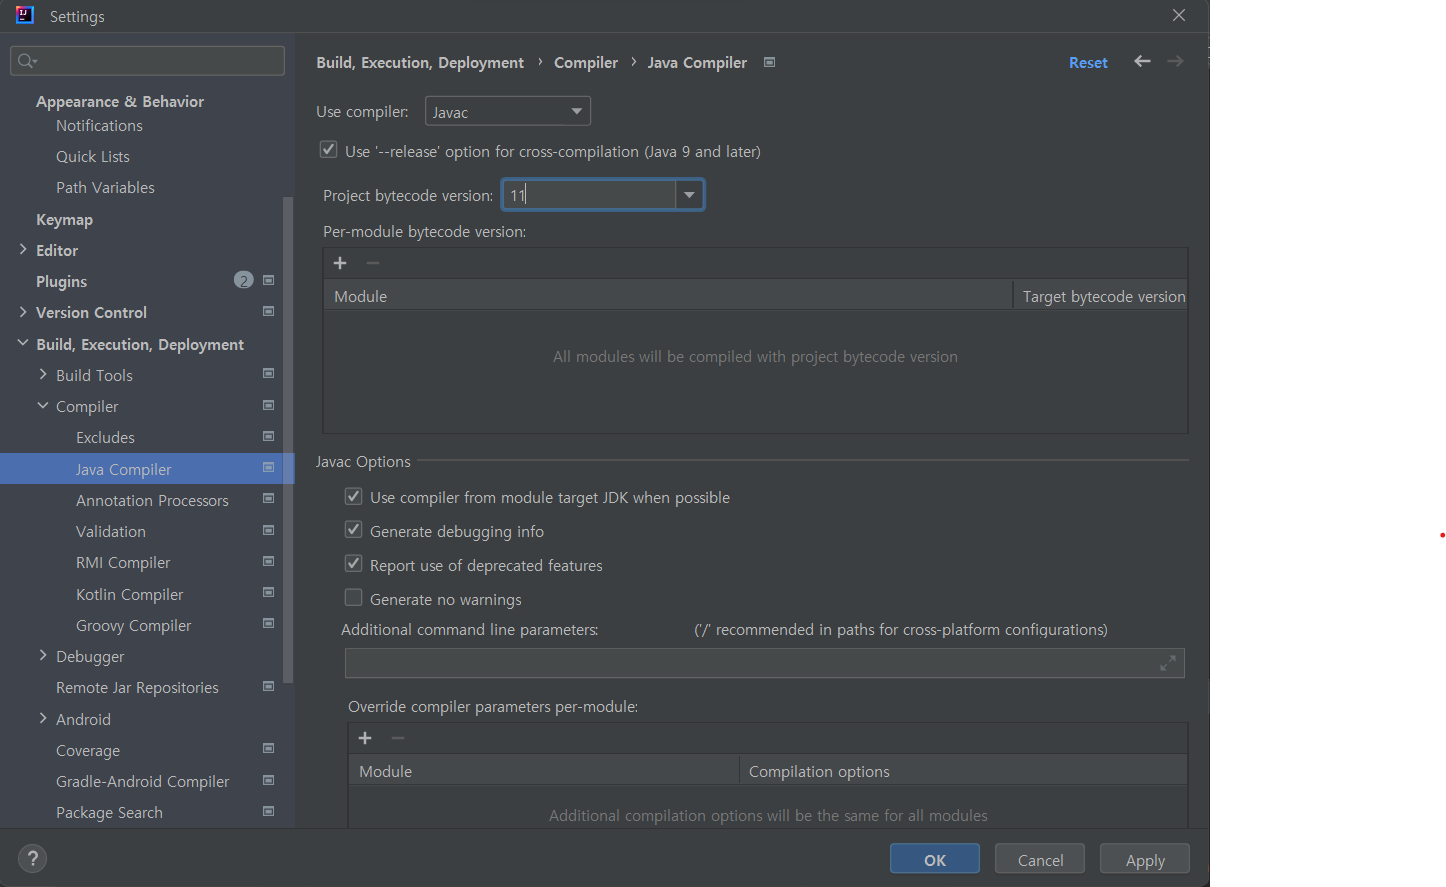 Settings
Appearance & Behavior
Notifications
Quick Lists
Path Variables
Keymap
Editor
Plugins 2
Version Control
Build, Execution, Deployment
Build Tools
Compiler
Excludes
Java Compiler
Annotation Processors
Validation
RMI Compiler
Kotlin Compiler
Groovy Compiler
Debugger
Remote Jar Repositories
Android
Coverage
Gradle-Android Compiler
Package Search
Build, Execution, Deployment › Compiler › Java Compiler
Reset
Use compiler: Javac
Use '--release' option for cross-compilation (Java 9 and later)
Project bytecode version: 11
Per-module bytecode version:
Module Target bytecode version
All modules will be compiled with project bytecode version
Javac Options
Use compiler from module target JDK when possible
Generate debugging info
Report use of deprecated features
Generate no warnings
Additional command line parameters: ('/' recommended in paths for cross-platform configurations)
Override compiler parameters per-module:
Module Compilation options
Additional compilation options will be the same for all modules
?
OK Cancel Apply